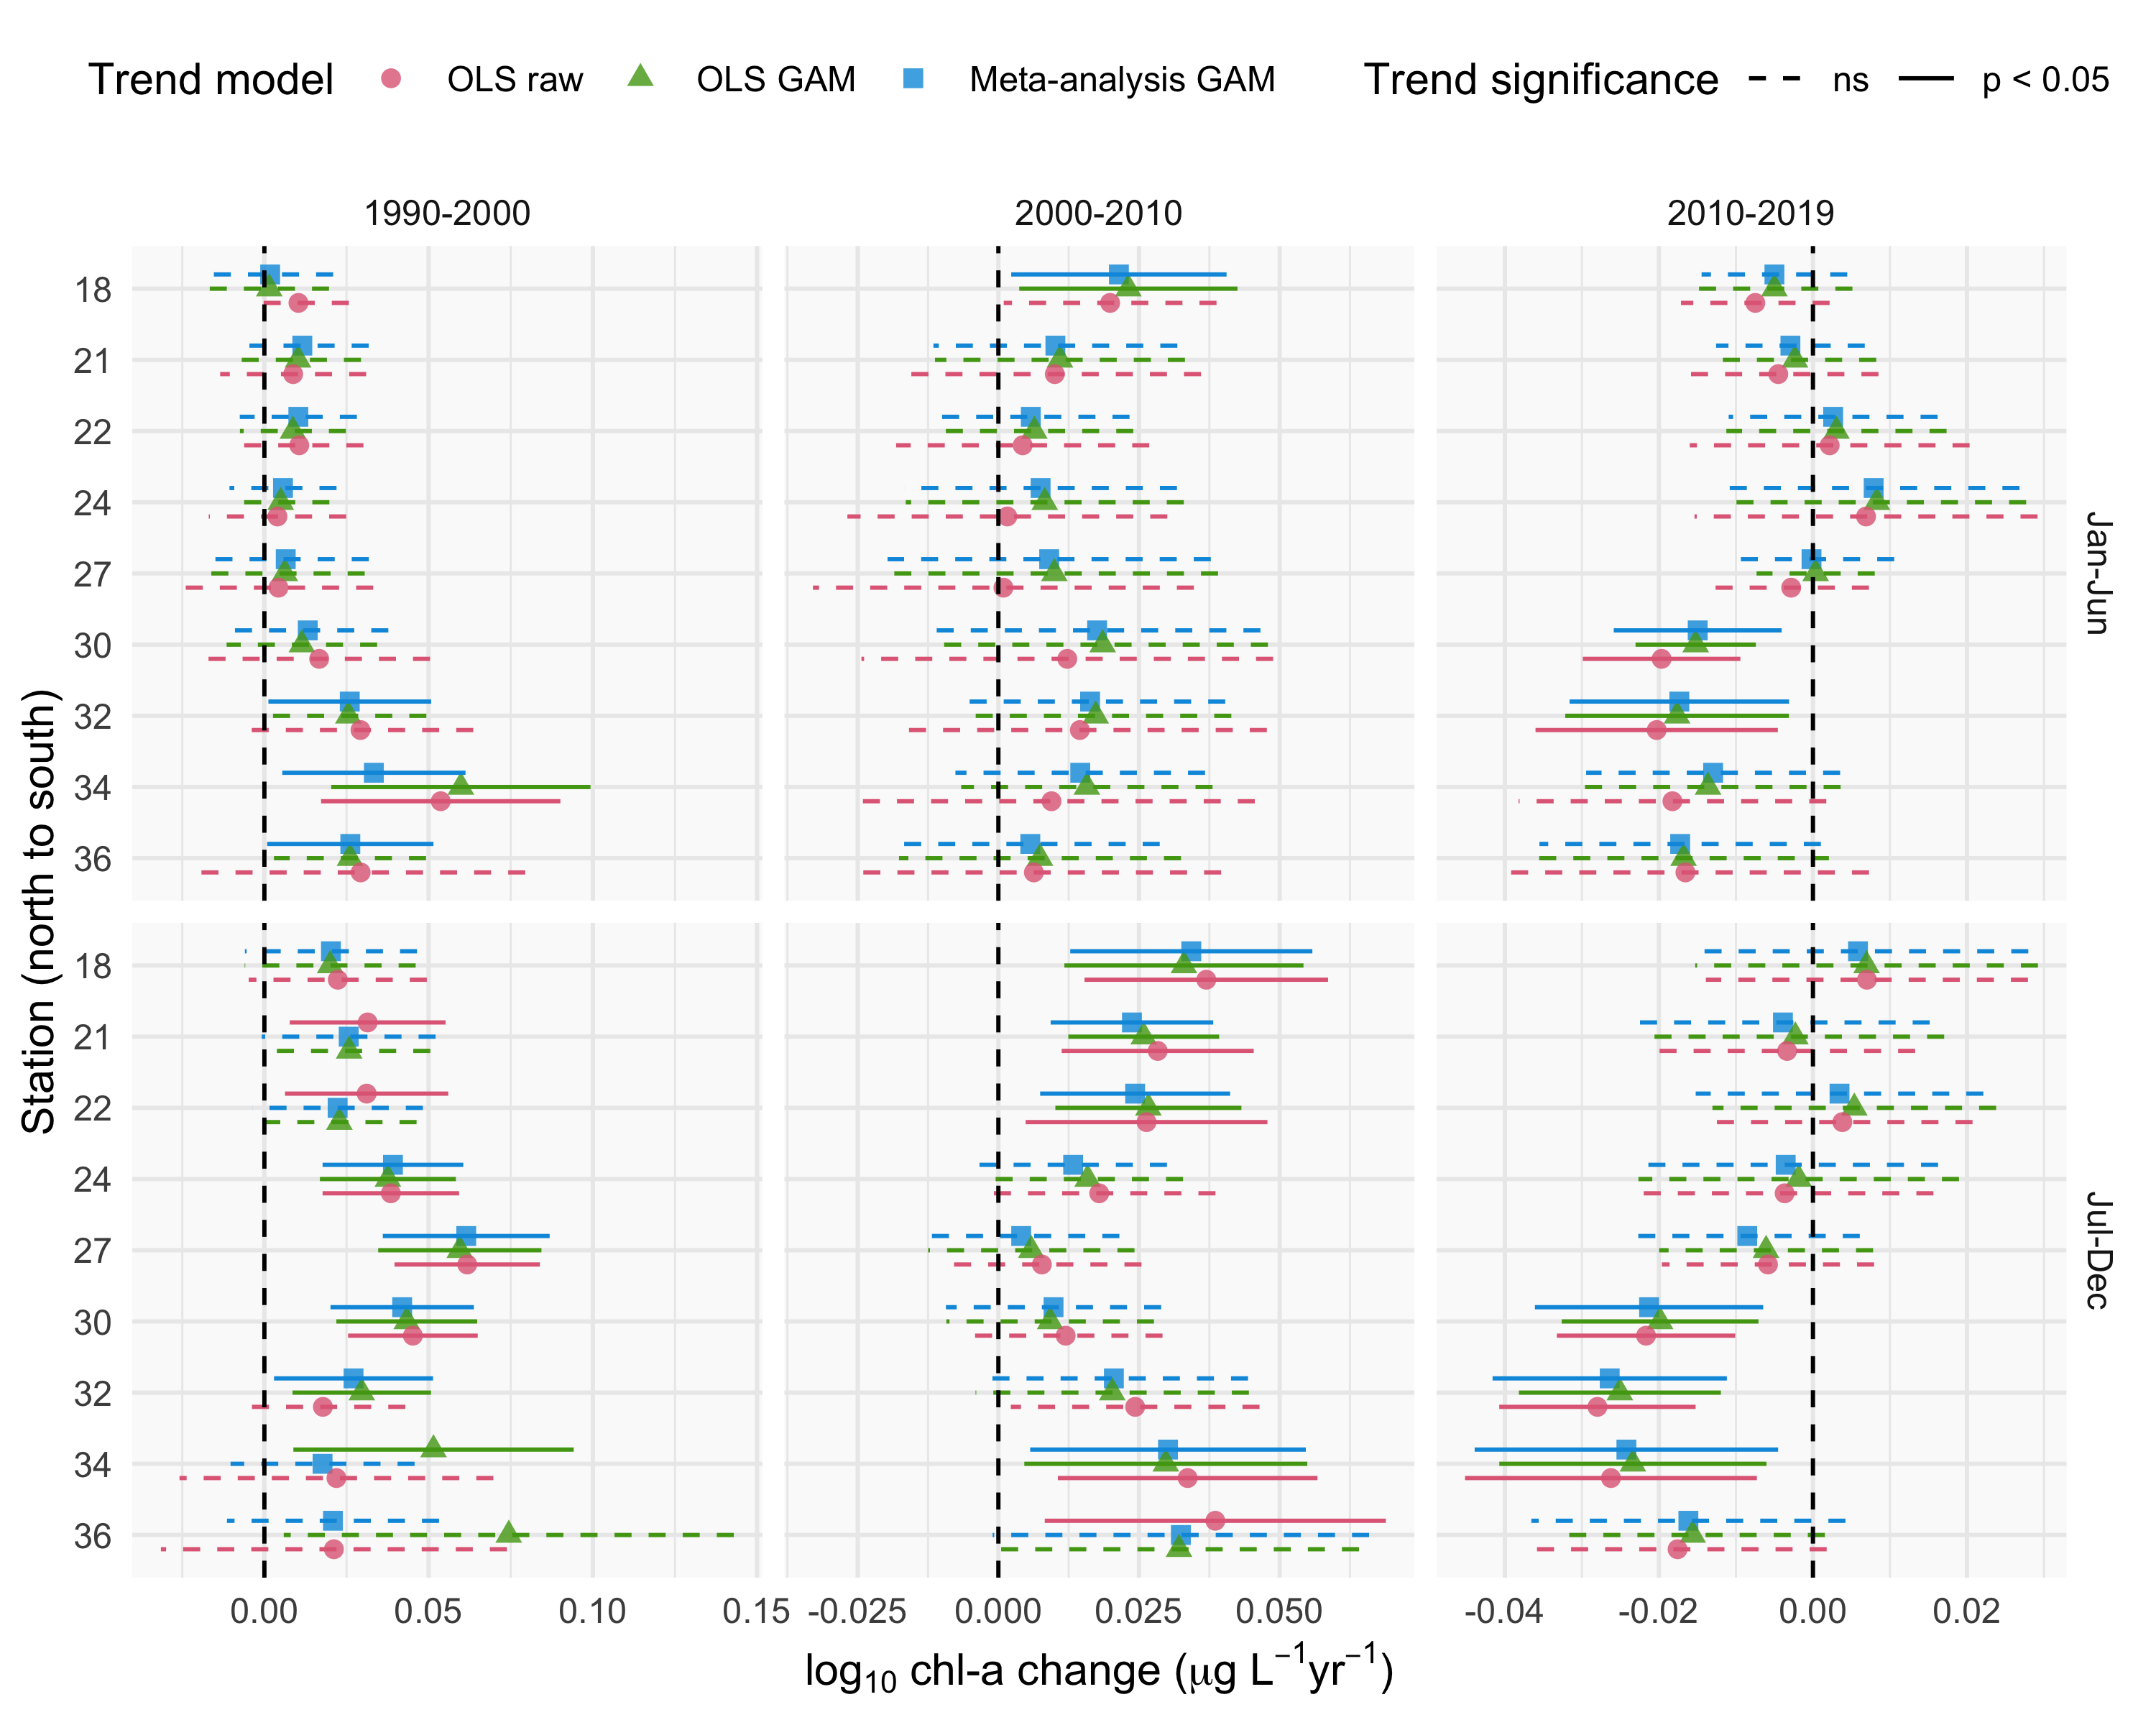 Trend model OLS raw OLS GAM Meta-analysis GAM Trend significance ns p < 0.05
1990-2000 2000-2010 2010-2019
Station (north to south)
18
21
22
24
27
30
32
34
36
Jan-Jun
18
21
22
24
27
30
32
34
36
Jul-Dec
0.00 0.05 0.10 0.15 -0.025 0.000 0.025 0.050 -0.04 -0.02 0.00 0.02
log₁₀ chl-a change (μg L⁻¹yr⁻¹)